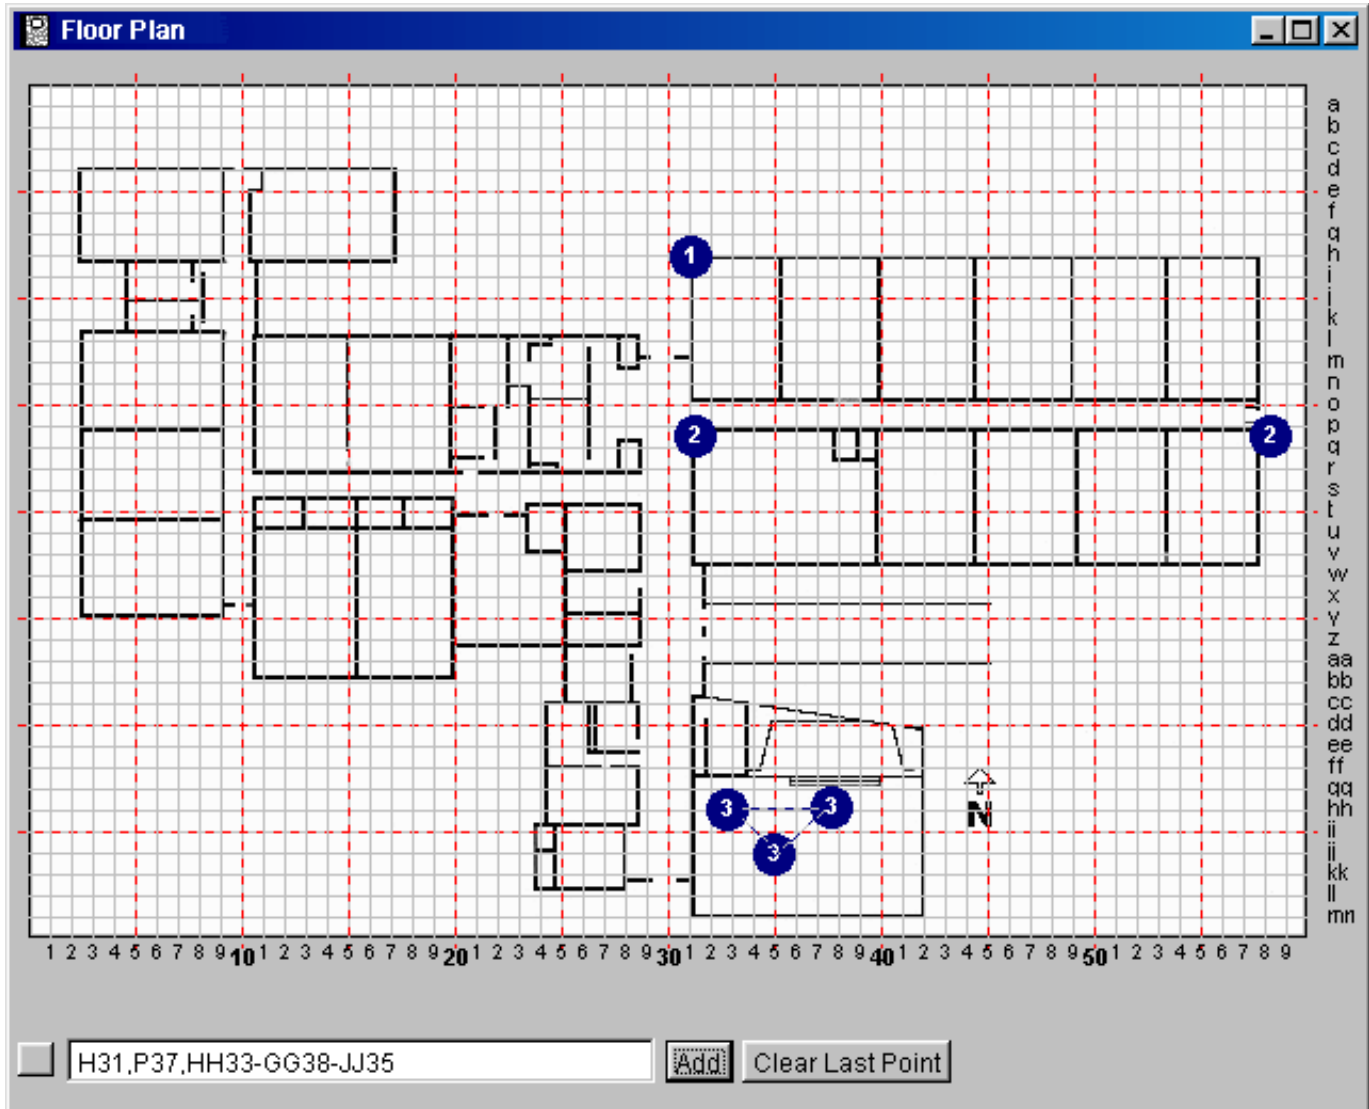 Floor Plan
a
b
c
d
e
f
g
h
i
j
k
l
m
n
o
p
q
r
s
t
u
v
w
x
y
z
aa
bb
cc
dd
ee
ff
gg
hh
ii
jj
kk
ll
mn
1
2
2
3
3
3
N
1 2 3 4 5 6 7 8 9 10 1 2 3 4 5 6 7 8 9 20 1 2 3 4 5 6 7 8 9 30 1 2 3 4 5 6 7 8 9 40 1 2 3 4 5 6 7 8 9 50 1 2 3 4 5 6 7 8 9
H31,P37,HH33-GG38-JJ35 Add Clear Last Point